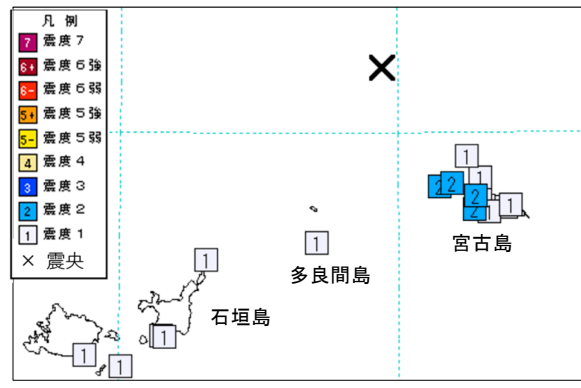 凡 例
7 震度7
6+ 震度6強
6- 震度6弱
5+ 震度5強
5- 震度5弱
4 震度4
3 震度3
2 震度2
1 震度1
× 震央
1
1
2 2
2
2 1
1
宮古島
1
多良間島
1
石垣島
1
1
1